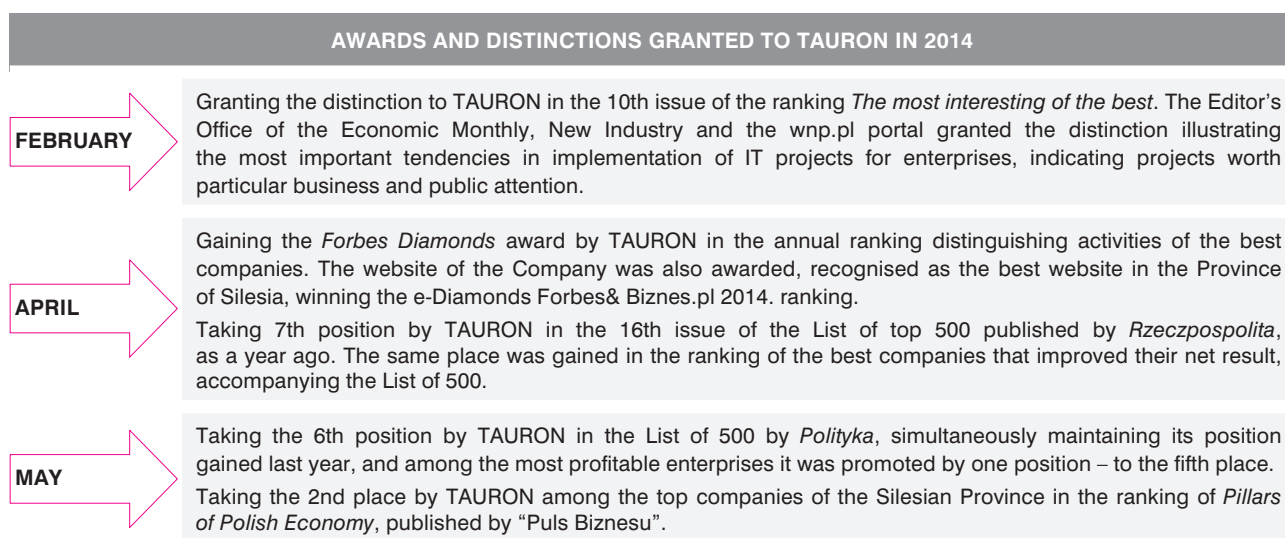 AWARDS AND DISTINCTIONS GRANTED TO TAURON IN 2014
FEBRUARY
Granting the distinction to TAURON in the 10th issue of the ranking The most interesting of the best. The Editor's
Office of the Economic Monthly, New Industry and the wnp.pl portal granted the distinction illustrating
the most important tendencies in implementation of IT projects for enterprises, indicating projects worth
particular business and public attention.
APRIL
Gaining the Forbes Diamonds award by TAURON in the annual ranking distinguishing activities of the best
companies. The website of the Company was also awarded, recognised as the best website in the Province
of Silesia, winning the e-Diamonds Forbes& Biznes.pl 2014. ranking.
Taking 7th position by TAURON in the 16th issue of the List of top 500 published by Rzeczpospolita,
as a year ago. The same place was gained in the ranking of the best companies that improved their net result,
accompanying the List of 500.
MAY
Taking the 6th position by TAURON in the List of 500 by Polityka, simultaneously maintaining its position
gained last year, and among the most profitable enterprises it was promoted by one position – to the fifth place.
Taking the 2nd place by TAURON among the top companies of the Silesian Province in the ranking of Pillars
of Polish Economy, published by “Puls Biznesu”.